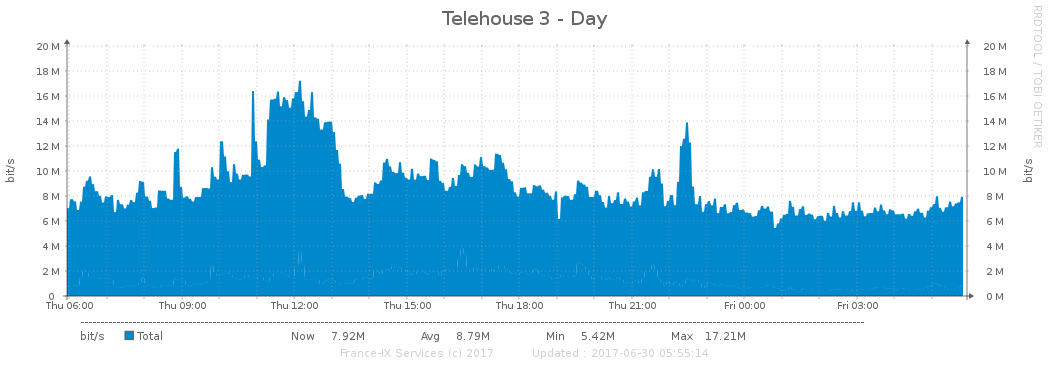 Telehouse 3 - Day
RRDTOOL / TOBI OETIKER
bit/s
20 M 20 M
18 M 18 M
16 M 16 M
14 M 14 M
12 M 12 M
10 M 10 M
8 M 8 M
6 M 6 M
4 M 4 M
2 M 2 M
0 0 M
bit/s
Thu 06:00 Thu 09:00 Thu 12:00 Thu 15:00 Thu 18:00 Thu 21:00 Fri 00:00 Fri 03:00
bit/s Total Now 7.92M Avg 8.79M Min 5.42M Max 17.21M
France-IX Services (c) 2017 Updated : 2017-06-30 05:55:14